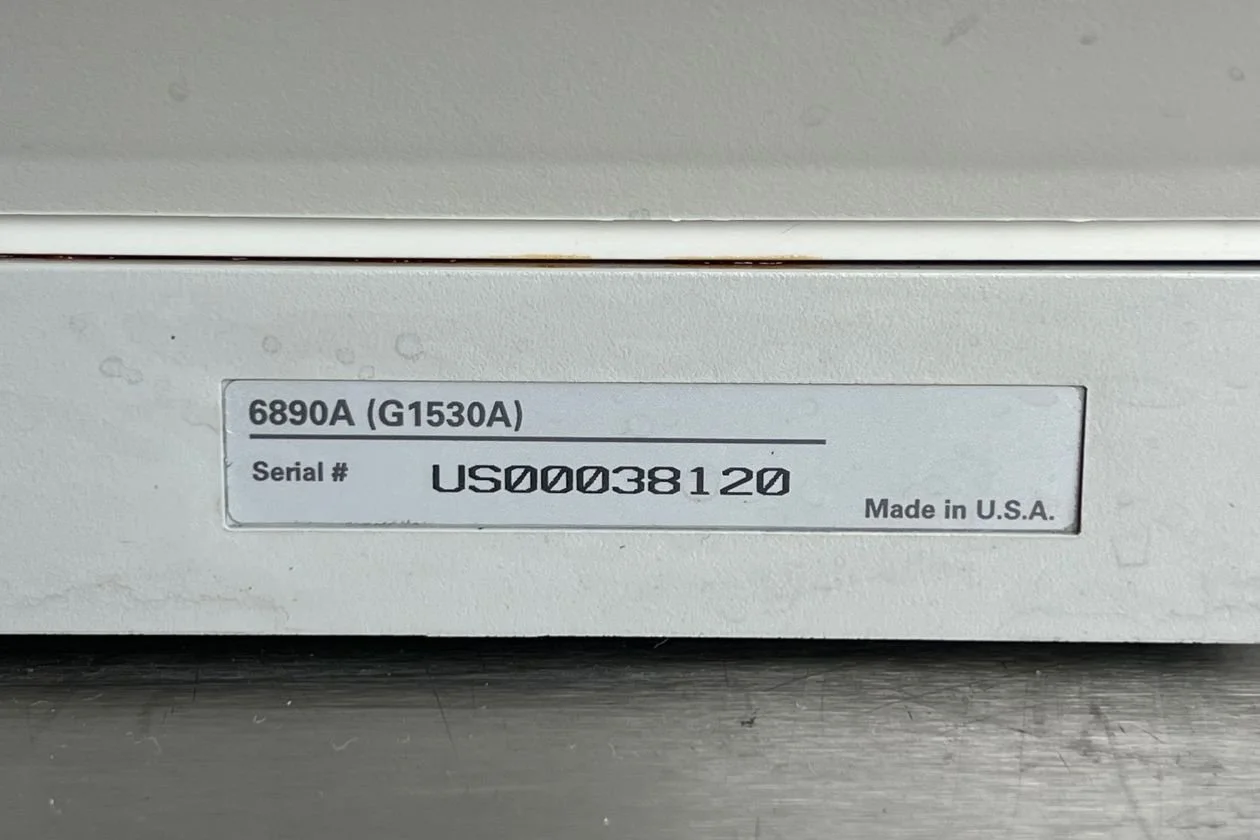 6890A (G1530A)
Serial # US00038120
Made in U.S.A.